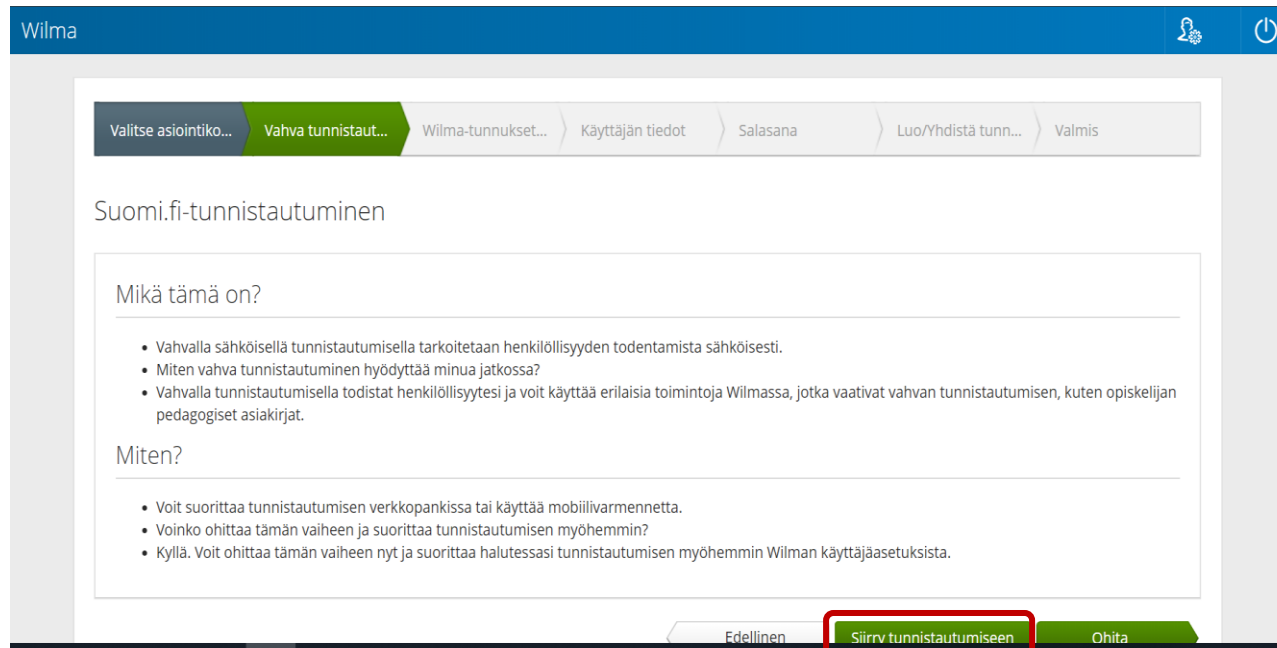 Wilma
Valitse asiointiko...
Vahva tunnistaut...
Wilma-tunnukset...
Käyttäjän tiedot
Salasana
Luo/Yhdistä tunn...
Valmis
Suomi.fi-tunnistautuminen
Mikä tämä on?
• Vahvalla sähköisellä tunnistautumisella tarkoitetaan henkilöllisyyden todentamista sähköisesti.
• Miten vahva tunnistautuminen hyödyttää minua jatkossa?
• Vahvalla tunnistautumisella todistat henkilöllisyytesi ja voit käyttää erilaisia toimintoja Wilmassa, jotka vaativat vahvan tunnistautumisen, kuten opiskelijan
pedagogiset asiakirjat.
Miten?
• Voit suorittaa tunnistautumisen verkkopankissa tai käyttää mobiilivarmennetta.
• Voinko ohittaa tämän vaiheen ja suorittaa tunnistautumisen myöhemmin?
• Kyllä. Voit ohittaa tämän vaiheen nyt ja suorittaa halutessasi tunnistautumisen myöhemmin Wilman käyttäjäasetuksista.
Edellinen
Siirry tunnistautumiseen
Ohita